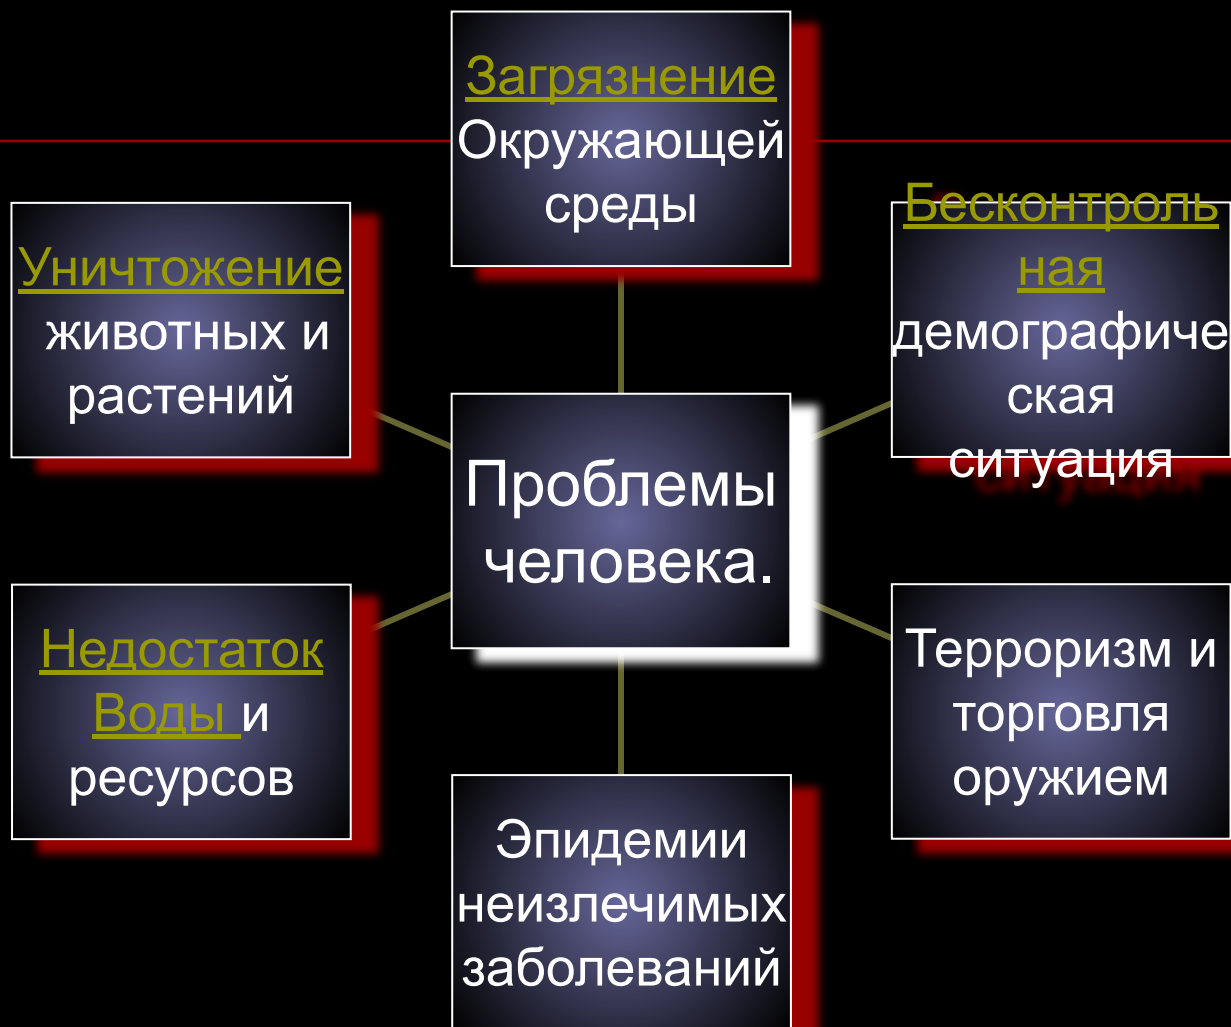 Загрязнение
Окружающей
среды
Уничтожение
животных и
растений
Бесконтроль
ная
демографиче
ская
ситуация
Проблемы
человека.
Недостаток
Воды и
ресурсов
Терроризм и
торговля
оружием
Эпидемии
неизлечимых
заболеваний